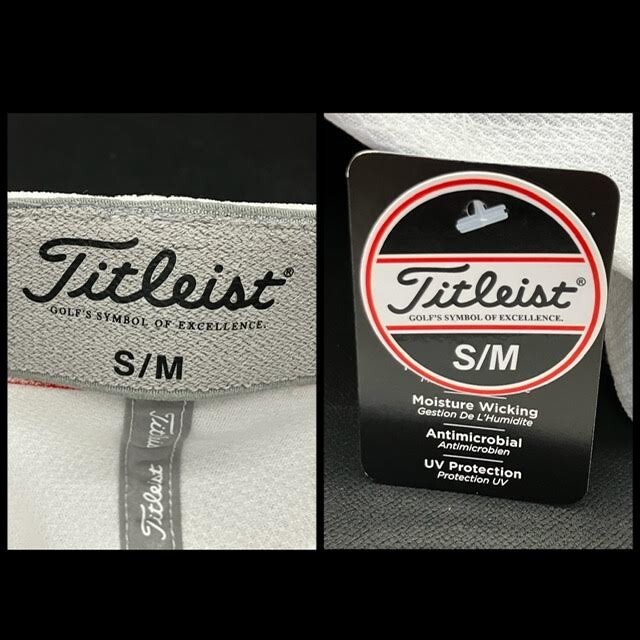 Titleist®
GOLF'S SYMBOL OF EXCELLENCE.
S/M
Titleist
Titleist
Titleist®
GOLF'S SYMBOL OF EXCELLENCE.
S/M
Moisture Wicking
Gestion De L'Humidite
Antimicrobial
Antimicrobien
UV Protection
Protection UV